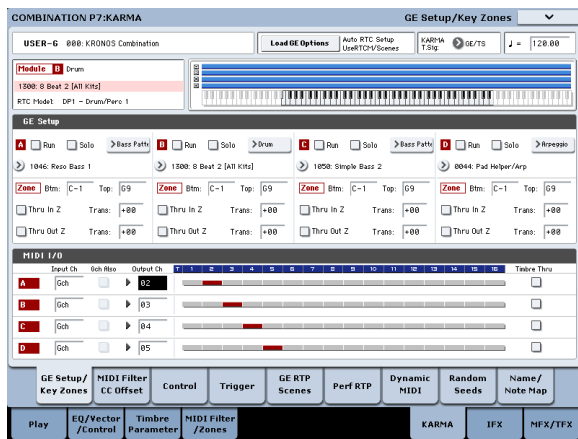 COMBINATION P7:KARMA GE Setup/Key Zones
USER-G 000: KRONOS Combination Load GE Options Auto RTC Setup UseRTCM/Scenes KARMA T.Sig: GE/TS ♩= 120.00
Module B Drum
1300: 8 Beat 2 [All Kits]
RTC Model: DP1 - Drum/Perc 1
A
B
C
D
GE Setup
A Run Solo >Bass Patte B Run Solo >Drum C Run Solo >Bass Patte D Run Solo >Arpeggio
1046: Reso Bass 1 1300: 8 Beat 2 [All Kits] 1050: Simple Bass 2 0044: Pad Helper/Arp
Zone Btm: C-1 Top: G9 Zone Btm: C-1 Top: G9 Zone Btm: C-1 Top: G9 Zone Btm: C-1 Top: G9
Thru In Z Trans: +00 Thru In Z Trans: +00 Thru In Z Trans: +00 Thru In Z Trans: +00
Thru Out Z Trans: +00 Thru Out Z Trans: +00 Thru Out Z Trans: +00 Thru Out Z Trans: +00
MIDI I/O
Input Ch Gch Also Output Ch T 1 2 3 4 5 6 7 8 9 10 11 12 13 14 15 16 Timbre Thru
A Gch 02
B Gch 03
C Gch 04
D Gch 05
GE Setup/ Key Zones MIDI Filter CC Offset Control Trigger GE RTP Scenes Perf RTP Dynamic MIDI Random Seeds Name/ Note Map
Play EQ/Vector /Control Timbre Parameter MIDI Filter /Zones KARMA IFX MFX/TFX